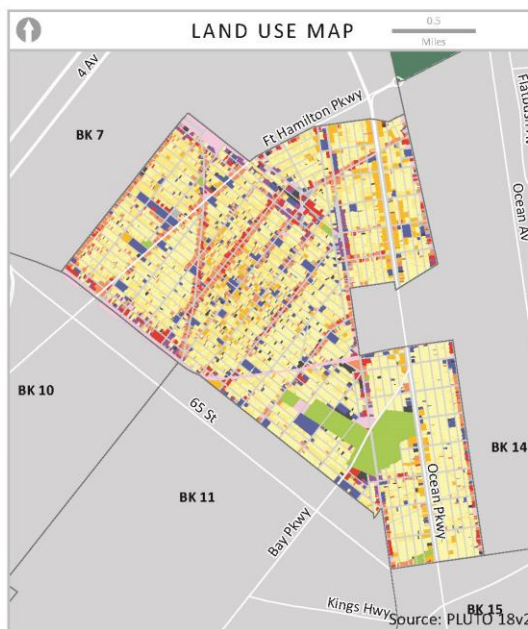 LAND USE MAP
0.5
Miles
4 Av
Ft Hamilton Pkwy
Flatbush
BK 7
Ocean Av
BK 10
65 St
BK 14
BK 11
Ocean Pkwy
Bay Pkwy
Kings Hwy
BK 15
Source: PLUTO 18v2